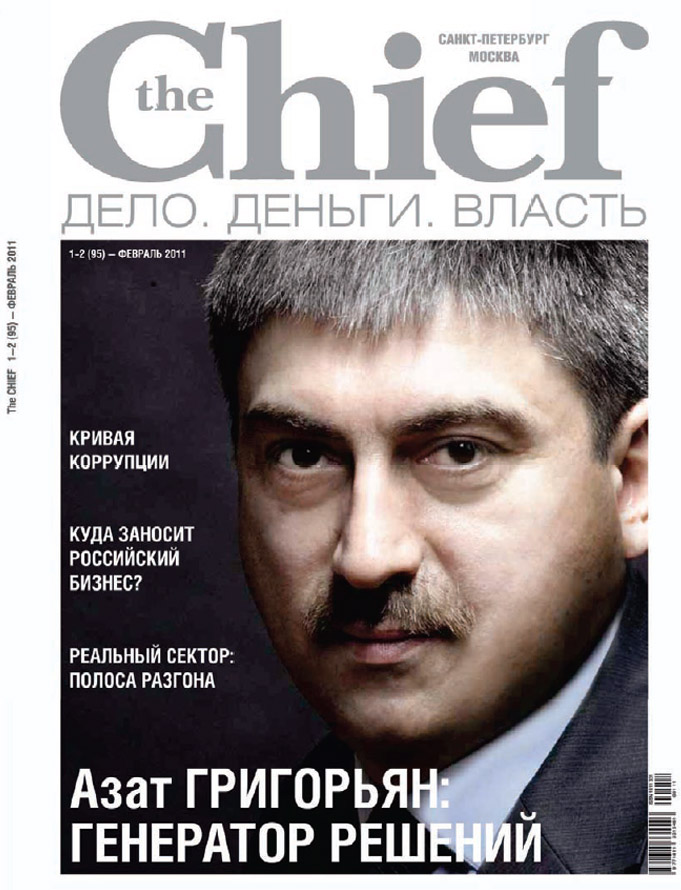 САНКТ-ПЕТЕРБУРГ
МОСКВА
the Chief
ДЕЛО. ДЕНЬГИ. ВЛАСТЬ
1-2 (95) — ФЕВРАЛЬ 2011
The CHIEF 1–2 (95) — ФЕВРАЛЬ 2011
КРИВАЯ
КОРРУПЦИИ
КУДА ЗАНОСИТ
РОССИЙСКИЙ
БИЗНЕС?
РЕАЛЬНЫЙ СЕКТОР:
ПОЛОСА РАЗГОНА
Азат ГРИГОРЬЯН:
ГЕНЕРАТОР РЕШЕНИЙ